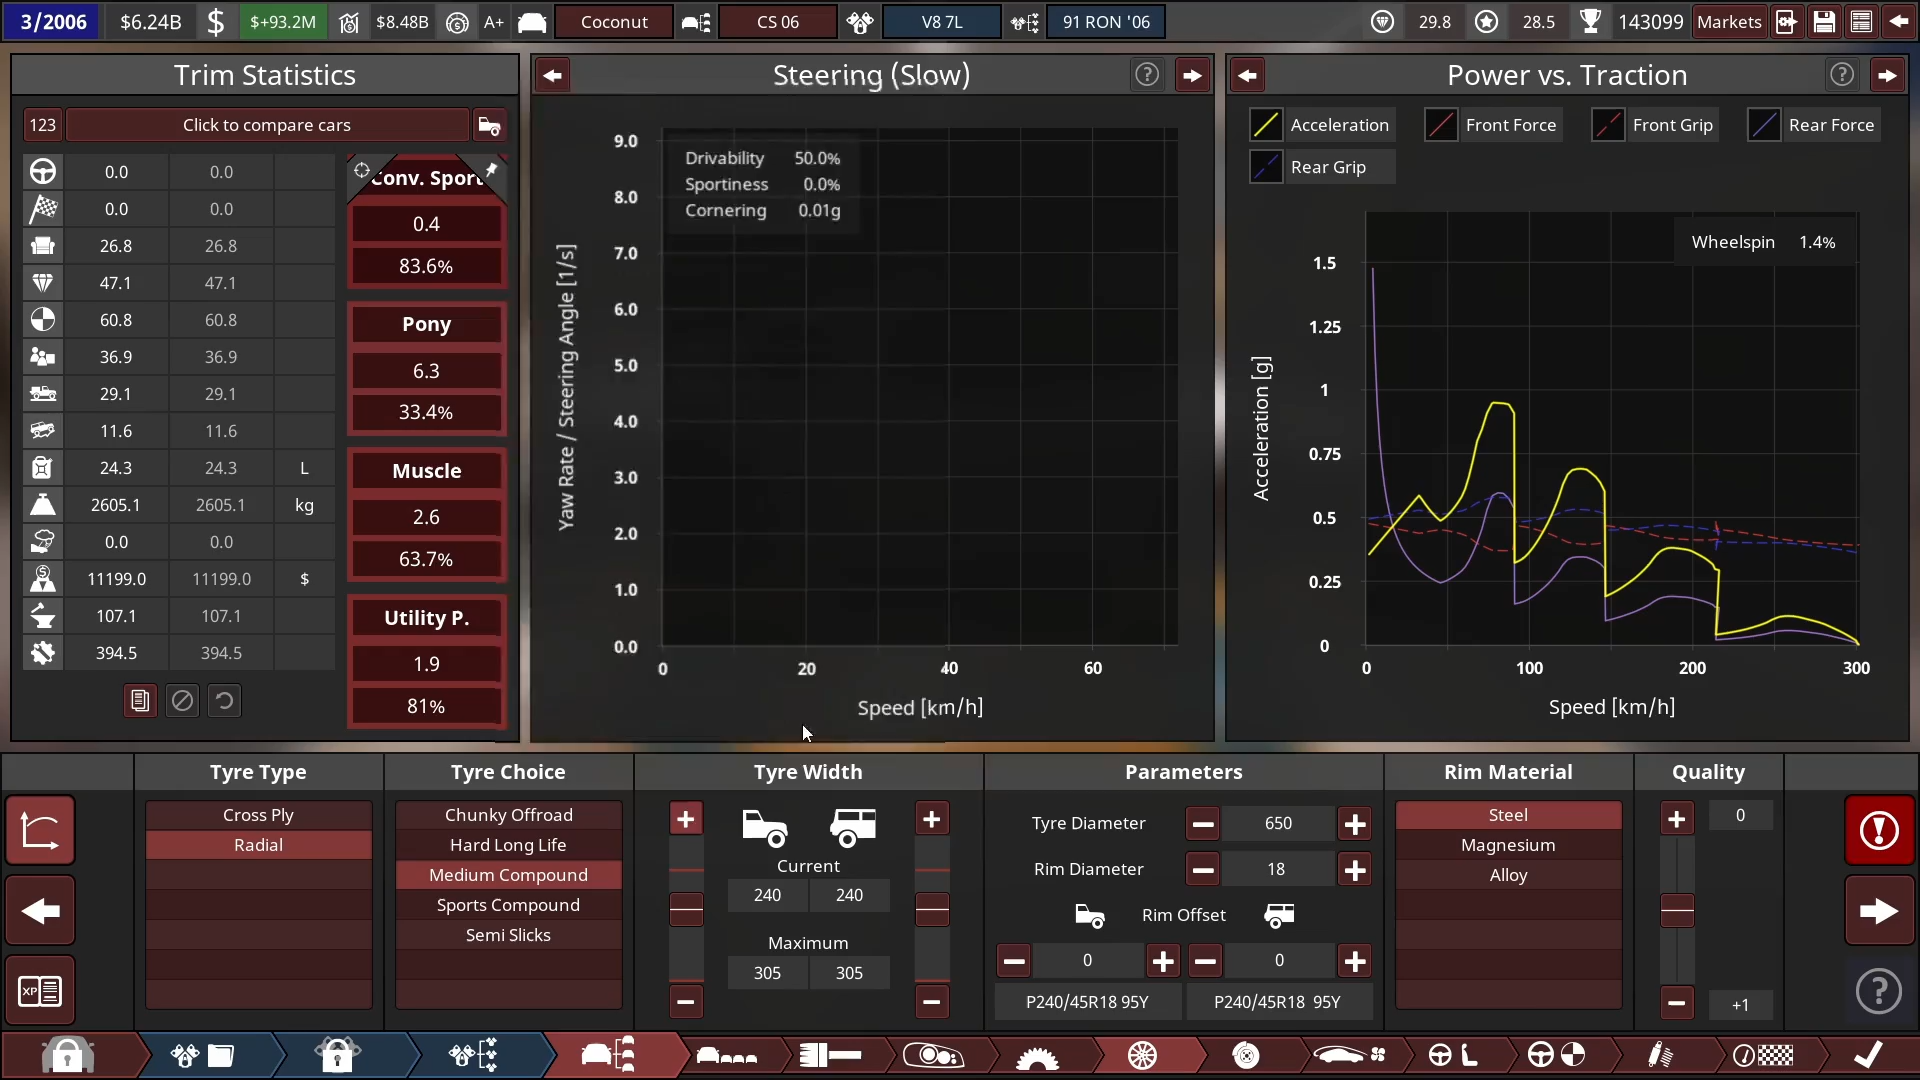 3/2006
$6.24B
$+93.2M
$8.48B
A+
Coconut
CS 06
V8 7L
91 RON '06
29.8
28.5
143099
Markets
Trim Statistics
123
Click to compare cars
0.0 0.0
0.0 0.0
26.8 26.8
47.1 47.1
60.8 60.8
36.9 36.9
29.1 29.1
11.6 11.6
24.3 24.3 L
2605.1 2605.1 kg
0.0 0.0
11199.0 11199.0 $
107.1 107.1
394.5 394.5
Conv. Sport
0.4
83.6%
Pony
6.3
33.4%
Muscle
2.6
63.7%
Utility P.
1.9
81%
Steering (Slow)
?
Drivability 50.0%
Sportiness 0.0%
Cornering 0.01g
Yaw Rate / Steering Angle [1/s]
9.0
8.0
7.0
6.0
5.0
4.0
3.0
2.0
1.0
0.0
0 20 40 60
Speed [km/h]
Power vs. Traction
?
Acceleration
Front Force
Front Grip
Rear Force
Rear Grip
Wheelspin 1.4%
Acceleration [g]
1.5
1.25
1
0.75
0.5
0.25
0
0 100 200 300
Speed [km/h]
Tyre Type
Cross Ply
Radial
Tyre Choice
Chunky Offroad
Hard Long Life
Medium Compound
Sports Compound
Semi Slicks
Tyre Width
Current
240 240
Maximum
305 305
Parameters
Tyre Diameter
650
Rim Diameter
18
Rim Offset
0 0
P240/45R18 95Y P240/45R18 95Y
Rim Material
Steel
Magnesium
Alloy
Quality
0
+1
XP
?